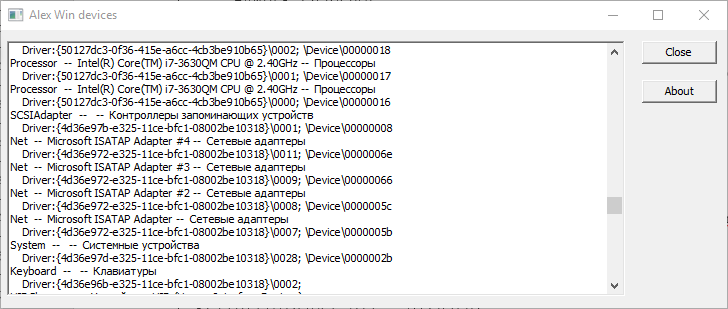 Alex Win devices
Driver:{50127dc3-0f36-415e-a6cc-4cb3be910b65}\0002; \Device\00000018
Processor -- Intel(R) Core(TM) i7-3630QM CPU @ 2.40GHz -- Процессоры
Driver:{50127dc3-0f36-415e-a6cc-4cb3be910b65}\0001; \Device\00000017
Processor -- Intel(R) Core(TM) i7-3630QM CPU @ 2.40GHz -- Процессоры
Driver:{50127dc3-0f36-415e-a6cc-4cb3be910b65}\0000; \Device\00000016
SCSIAdapter -- -- Контроллеры запоминающих устройств
Driver:{4d36e97b-e325-11ce-bfc1-08002be10318}\0001; \Device\00000008
Net -- Microsoft ISATAP Adapter #4 -- Сетевые адаптеры
Driver:{4d36e972-e325-11ce-bfc1-08002be10318}\0011; \Device\0000006e
Net -- Microsoft ISATAP Adapter #3 -- Сетевые адаптеры
Driver:{4d36e972-e325-11ce-bfc1-08002be10318}\0009; \Device\00000066
Net -- Microsoft ISATAP Adapter #2 -- Сетевые адаптеры
Driver:{4d36e972-e325-11ce-bfc1-08002be10318}\0008; \Device\0000005c
Net -- Microsoft ISATAP Adapter -- Сетевые адаптеры
Driver:{4d36e972-e325-11ce-bfc1-08002be10318}\0007; \Device\0000005b
System -- -- Системные устройства
Driver:{4d36e97d-e325-11ce-bfc1-08002be10318}\0028; \Device\0000002b
Keyboard -- -- Клавиатуры
Driver:{4d36e96b-e325-11ce-bfc1-08002be10318}\0002;
Close
About